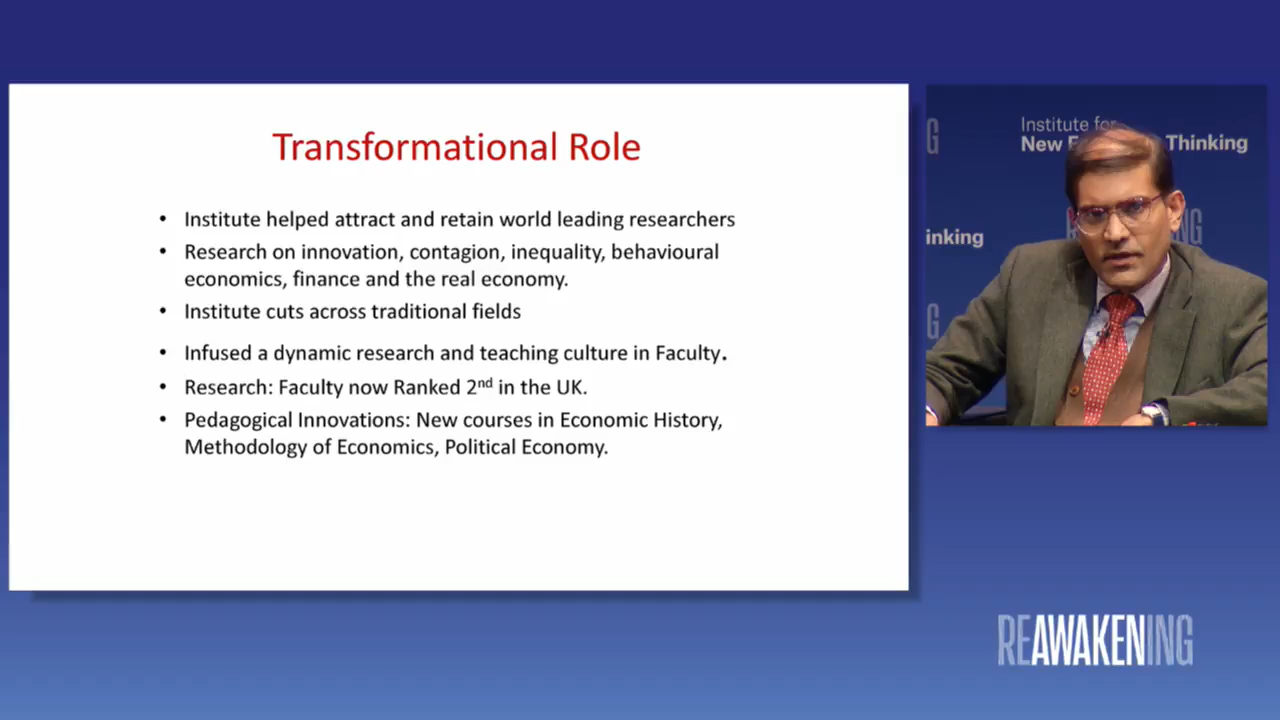 Transformational Role
• Institute helped attract and retain world leading researchers
• Research on innovation, contagion, inequality, behavioural
economics, finance and the real economy.
• Institute cuts across traditional fields
• Infused a dynamic research and teaching culture in Faculty.
• Research: Faculty now Ranked 2nd in the UK.
• Pedagogical Innovations: New courses in Economic History,
Methodology of Economics, Political Economy.
Institute for
New Thinking
inking
REAWAKENING